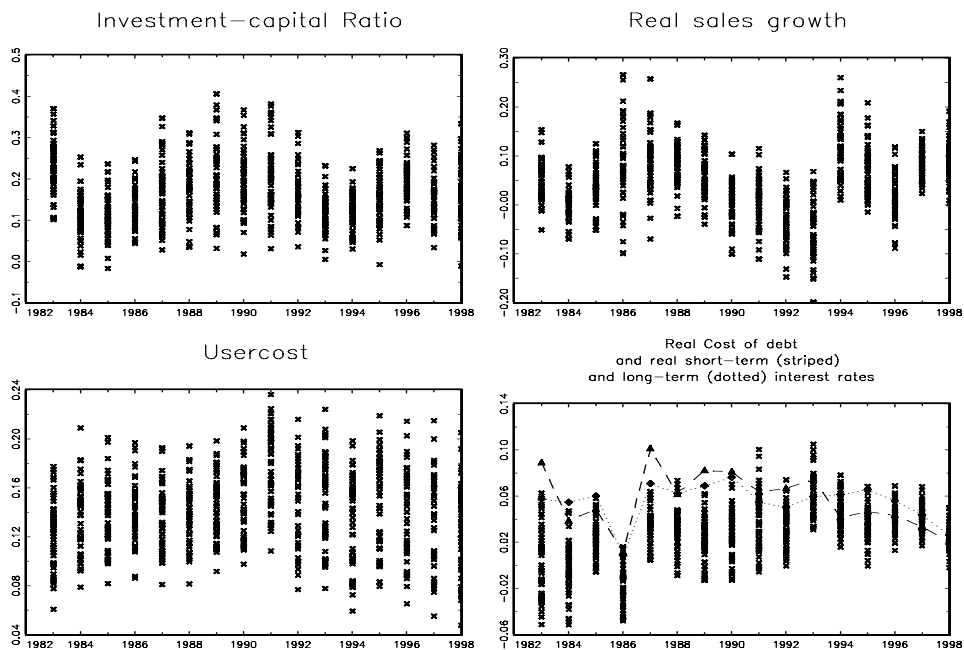 Investment-capital Ratio
0.5
0.4
0.3
0.2
0.1
0.0
-0.1
1982 1984 1986 1988 1990 1992 1994 1996 1998
Real sales growth
0.30
0.20
0.10
-0.00
-0.10
-0.20
1982 1984 1986 1988 1990 1992 1994 1996 1998
Usercost
0.24
0.20
0.16
0.12
0.08
0.04
1982 1984 1986 1988 1990 1992 1994 1996 1998
Real Cost of debt
and real short-term (striped)
and long-term (dotted) interest rates
0.14
0.10
0.06
0.02
-0.02
-0.06
1982 1984 1986 1988 1990 1992 1994 1996 1998